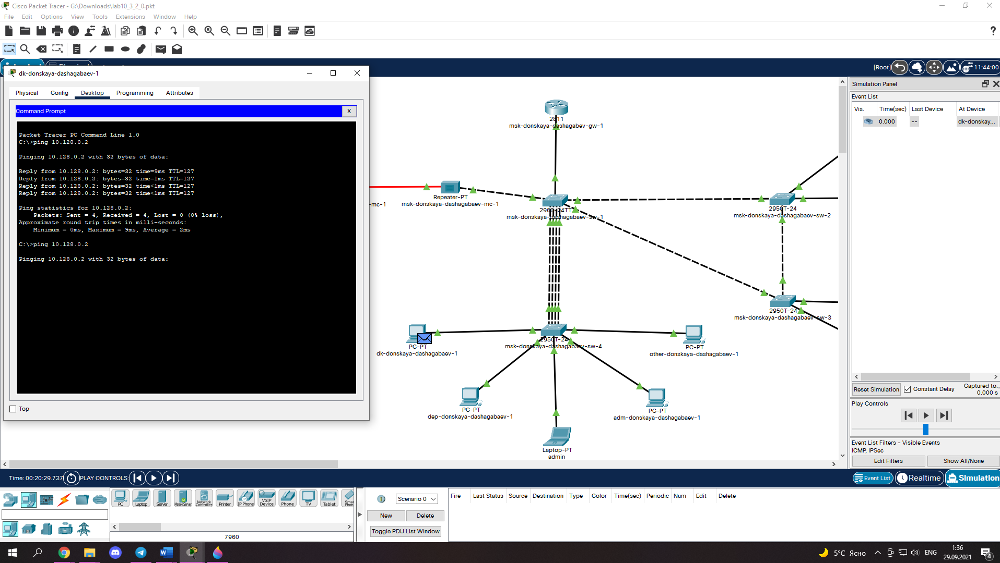 Cisco Packet Tracer - G:\Downloads\lab10_3_2_0.pkt
File Edit Options View Tools Extensions Window Help
[Root] 11:44:00
dk-donskaya-dashagabaev-1
Physical Config Desktop Programming Attributes
Command Prompt X
Packet Tracer PC Command Line 1.0
C:\>ping 10.128.0.2
Pinging 10.128.0.2 with 32 bytes of data:
Reply from 10.128.0.2: bytes=32 time=9ms TTL=127
Reply from 10.128.0.2: bytes=32 time=1ms TTL=127
Reply from 10.128.0.2: bytes=32 time<1ms TTL=127
Reply from 10.128.0.2: bytes=32 time<1ms TTL=127
Ping statistics for 10.128.0.2:
Packets: Sent = 4, Received = 4, Lost = 0 (0% loss),
Approximate round trip times in milli-seconds:
Minimum = 0ms, Maximum = 9ms, Average = 2ms
C:\>ping 10.128.0.2
Pinging 10.128.0.2 with 32 bytes of data:
Top
2811
msk-donskaya-dashagabev-gw-1
-mc-1
Repeater-PT
msk-donskaya-dashagabaev-mc-1
2960-24TT
msk-donskaya-dashagabaev-sw-1
2950T-24
msk-donskaya-dashagabaev-sw-2
2950T-24
msk-donskaya-dashagabaev-sw-3
2950T-24
msk-donskaya-dashagabaev-sw-4
PC-PT
dk-donskaya-dashagabaev-1
PC-PT
other-donskaya-dashagabaev-1
PC-PT
dep-donskaya-dashagabaev-1
PC-PT
adm-donskaya-dashagabaev-1
Laptop-PT
admin
Simulation Panel
Event List
Vis. Time(sec) Last Device At Device
0.000 -- dk-donskay...
Reset Simulation Constant Delay Captured to:
0.000 s
Play Controls
Event List Filters - Visible Events
ICMP, IPSec
Edit Filters Show All/None
Time: 00:20:29.737 PLAY CONTROLS: Event List Realtime Simulation
PC Laptop Server Meraki Server Network Controller Printer IP Phone VoIP Device Phone TV Tablet Smart Phone
7960
Scenario 0
New Delete
Toggle PDU List Window
Fire Last Status Source Destination Type Color Time(sec) Periodic Num Edit Delete
5°C Ясно ENG
1:36
29.09.2021
4